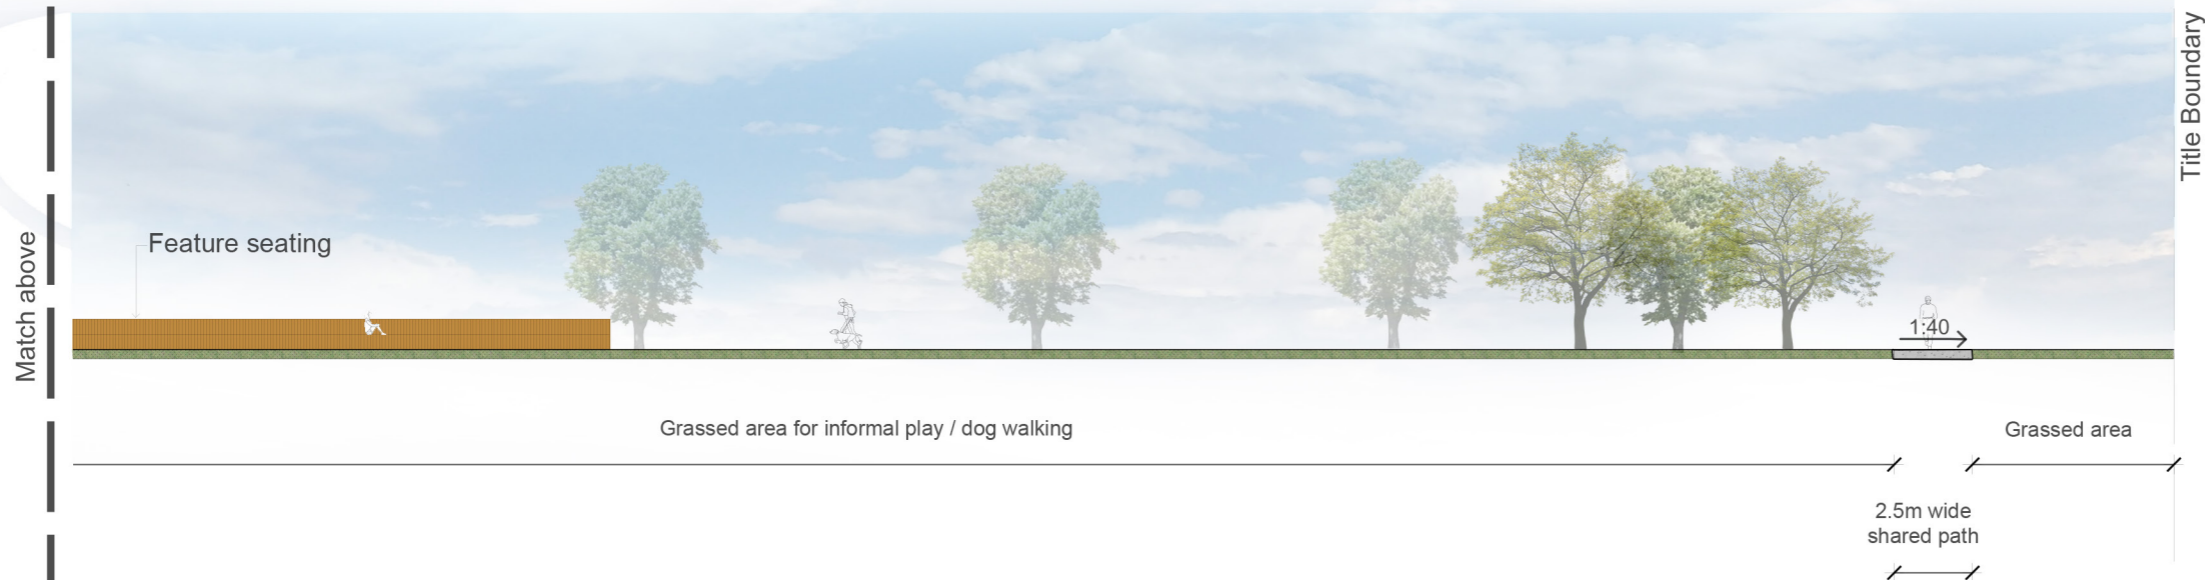 Match above
Title Boundary
Feature seating
1:40
Grassed area for informal play / dog walking
Grassed area
2.5m wide
shared path